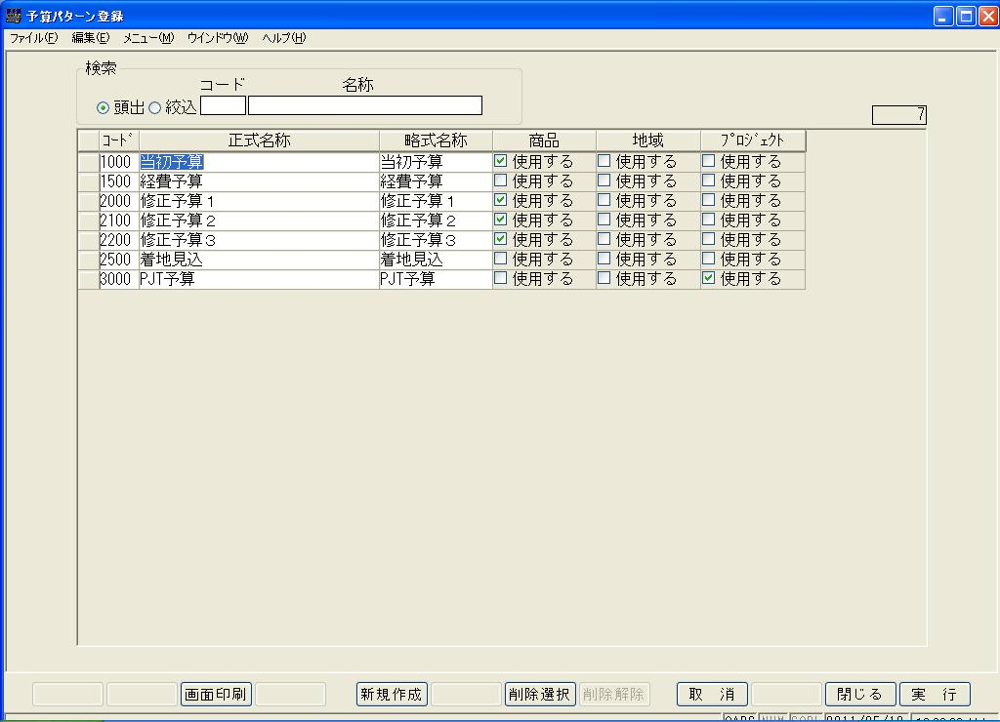 予算パターン登録
ファイル(F) 編集(E) メニュー(M) ウインドウ(W) ヘルプ(H)
検索
コード 名称
頭出 絞込
7
ｺｰﾄﾞ 正式名称 略式名称 商品 地域 ﾌﾟﾛｼﾞｪｸﾄ
1000 当初予算 当初予算 使用する 使用する 使用する
1500 経費予算 経費予算 使用する 使用する 使用する
2000 修正予算１ 修正予算１ 使用する 使用する 使用する
2100 修正予算２ 修正予算２ 使用する 使用する 使用する
2200 修正予算３ 修正予算３ 使用する 使用する 使用する
2500 着地見込 着地見込 使用する 使用する 使用する
3000 PJT予算 PJT予算 使用する 使用する 使用する
画面印刷 新規作成 削除選択 削除解除 取 消 閉じる 実 行